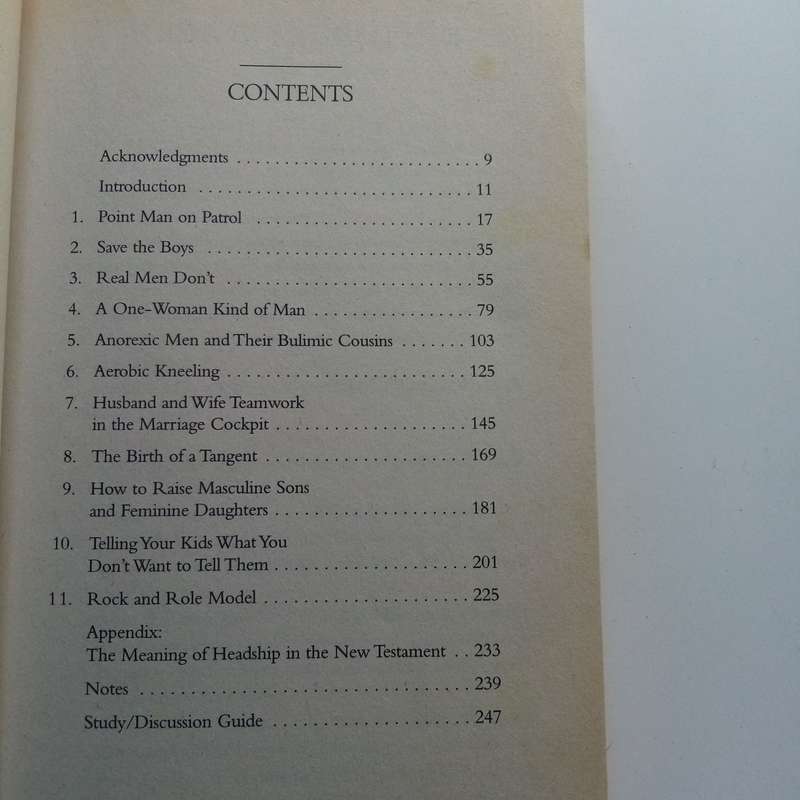 CONTENTS
Acknowledgments . . . . . . . . . . . . . . . . . . . . . . . . . . 9
Introduction . . . . . . . . . . . . . . . . . . . . . . . . . . . . . 11
1. Point Man on Patrol . . . . . . . . . . . . . . . . . . . . . . . 17
2. Save the Boys . . . . . . . . . . . . . . . . . . . . . . . . . . . . 35
3. Real Men Don't . . . . . . . . . . . . . . . . . . . . . . . . . . 55
4. A One-Woman Kind of Man . . . . . . . . . . . . . . . . . 79
5. Anorexic Men and Their Bulimic Cousins . . . . . . . 103
6. Aerobic Kneeling . . . . . . . . . . . . . . . . . . . . . . . . . . 125
7. Husband and Wife Teamwork
in the Marriage Cockpit . . . . . . . . . . . . . . . . . . . . 145
8. The Birth of a Tangent . . . . . . . . . . . . . . . . . . . . . 169
9. How to Raise Masculine Sons
and Feminine Daughters . . . . . . . . . . . . . . . . . . . . 181
10. Telling Your Kids What You
Don't Want to Tell Them . . . . . . . . . . . . . . . . . . . . 201
11. Rock and Role Model . . . . . . . . . . . . . . . . . . . . . 225
Appendix:
The Meaning of Headship in the New Testament . . 233
Notes . . . . . . . . . . . . . . . . . . . . . . . . . . . . . . . . . 239
Study/Discussion Guide . . . . . . . . . . . . . . . . . . . . 247